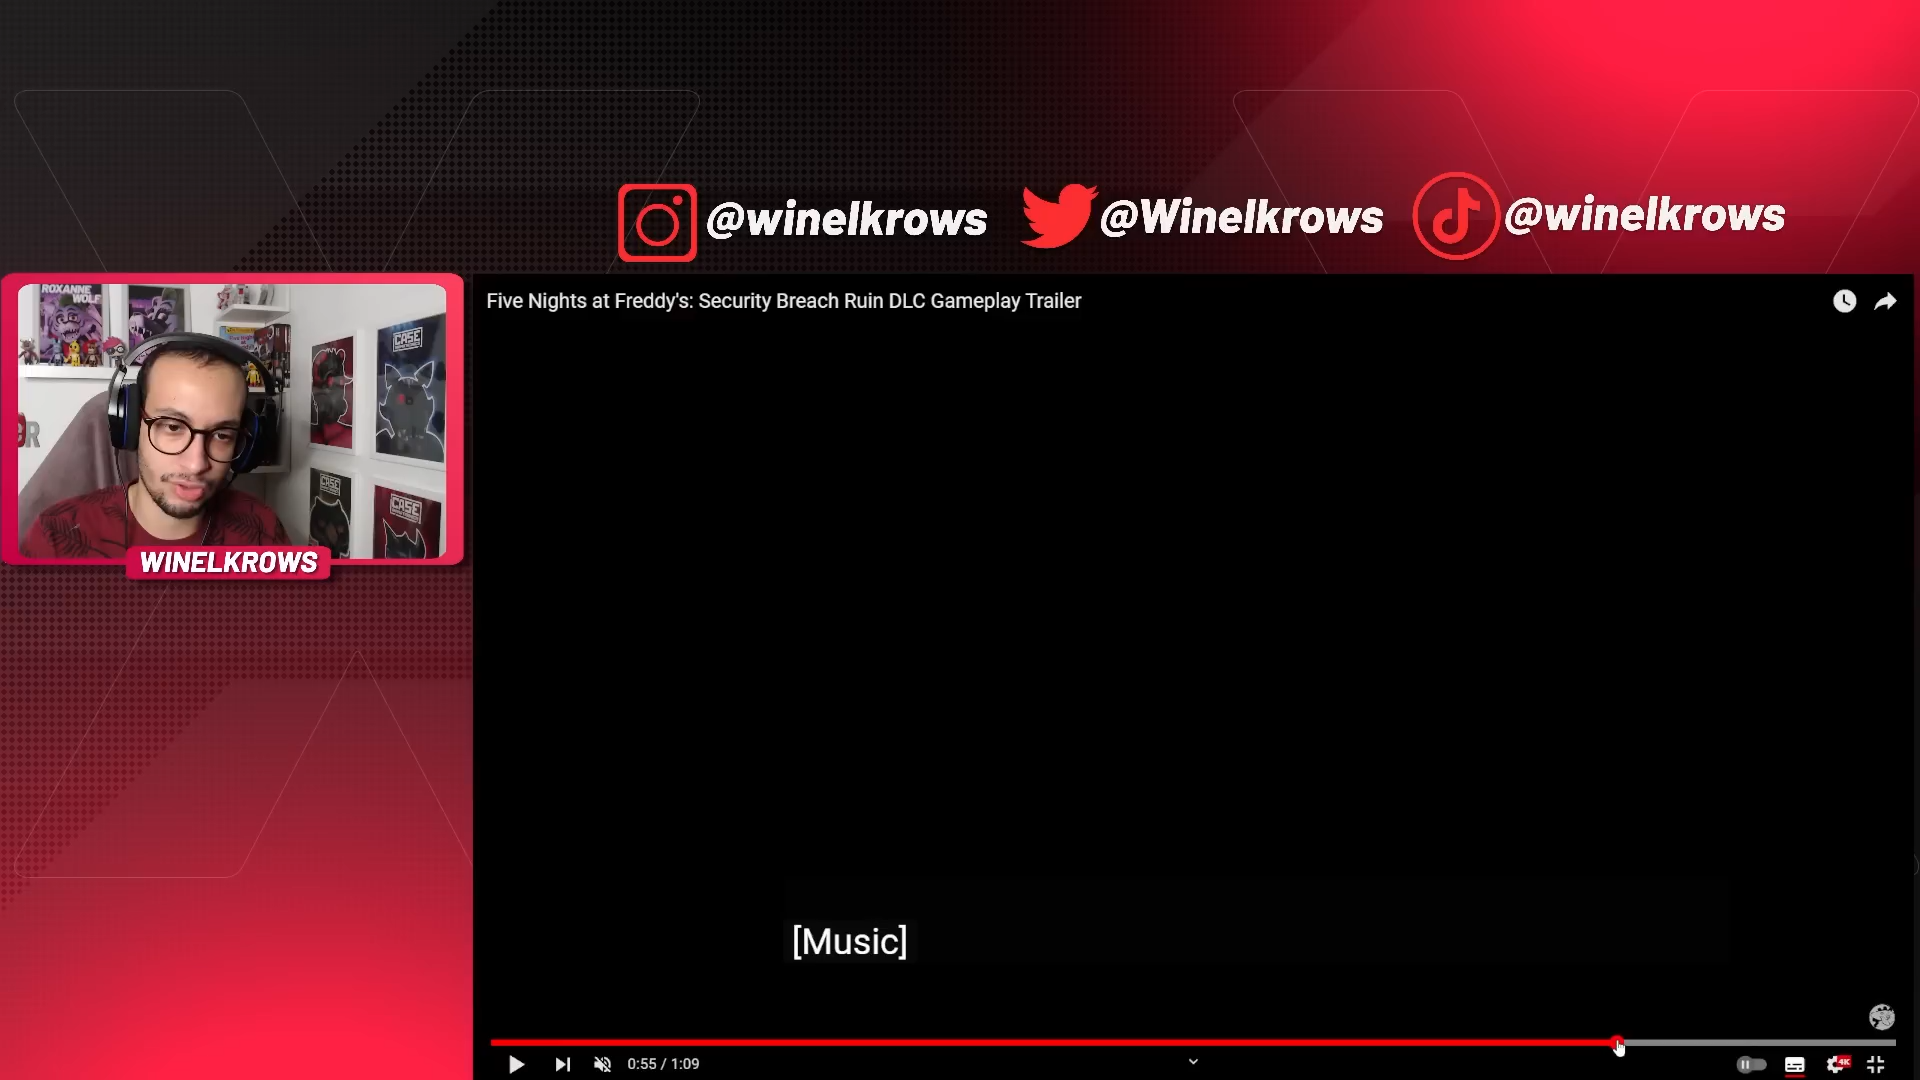 @winelkrows
@Winelkrows
@winelkrows
Five Nights at Freddy's: Security Breach Ruin DLC Gameplay Trailer
ROXANNE
WOLF
CASE
CASE
CASE
WINELKROWS
[Music]
0:55 / 1:09
4K